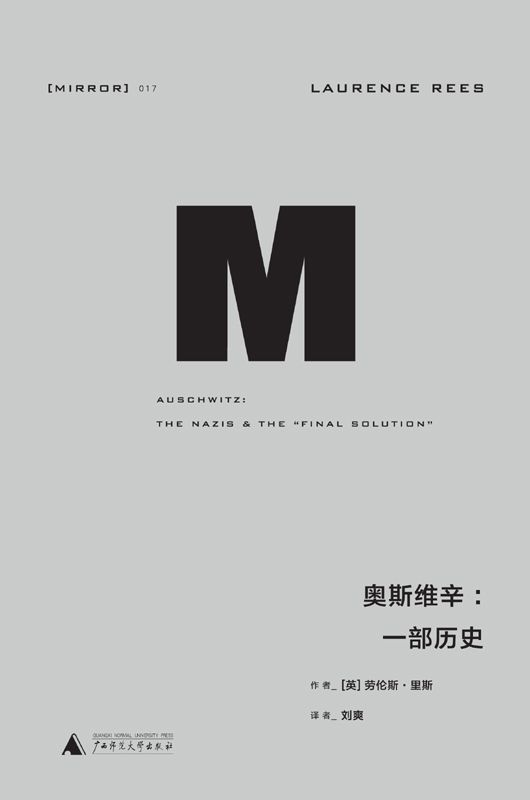 [MIRROR] 017
LAURENCE REES
M
AUSCHWITZ:
THE NAZIS & THE “FINAL SOLUTION”
奥斯维辛：
一部历史
作者_ [英] 劳伦斯·里斯
译者_ 刘爽
GUANGXI NORMAL UNIVERSITY PRESS
广西师范大学出版社